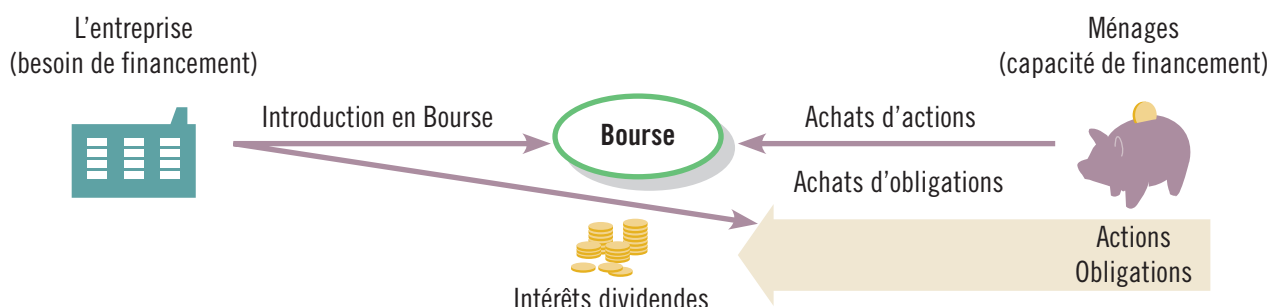 L'entreprise
(besoin de financement)
Ménages
(capacité de financement)
Introduction en Bourse
Bourse
Achats d'actions
Achats d'obligations
Actions
Obligations
Intérêts dividendes